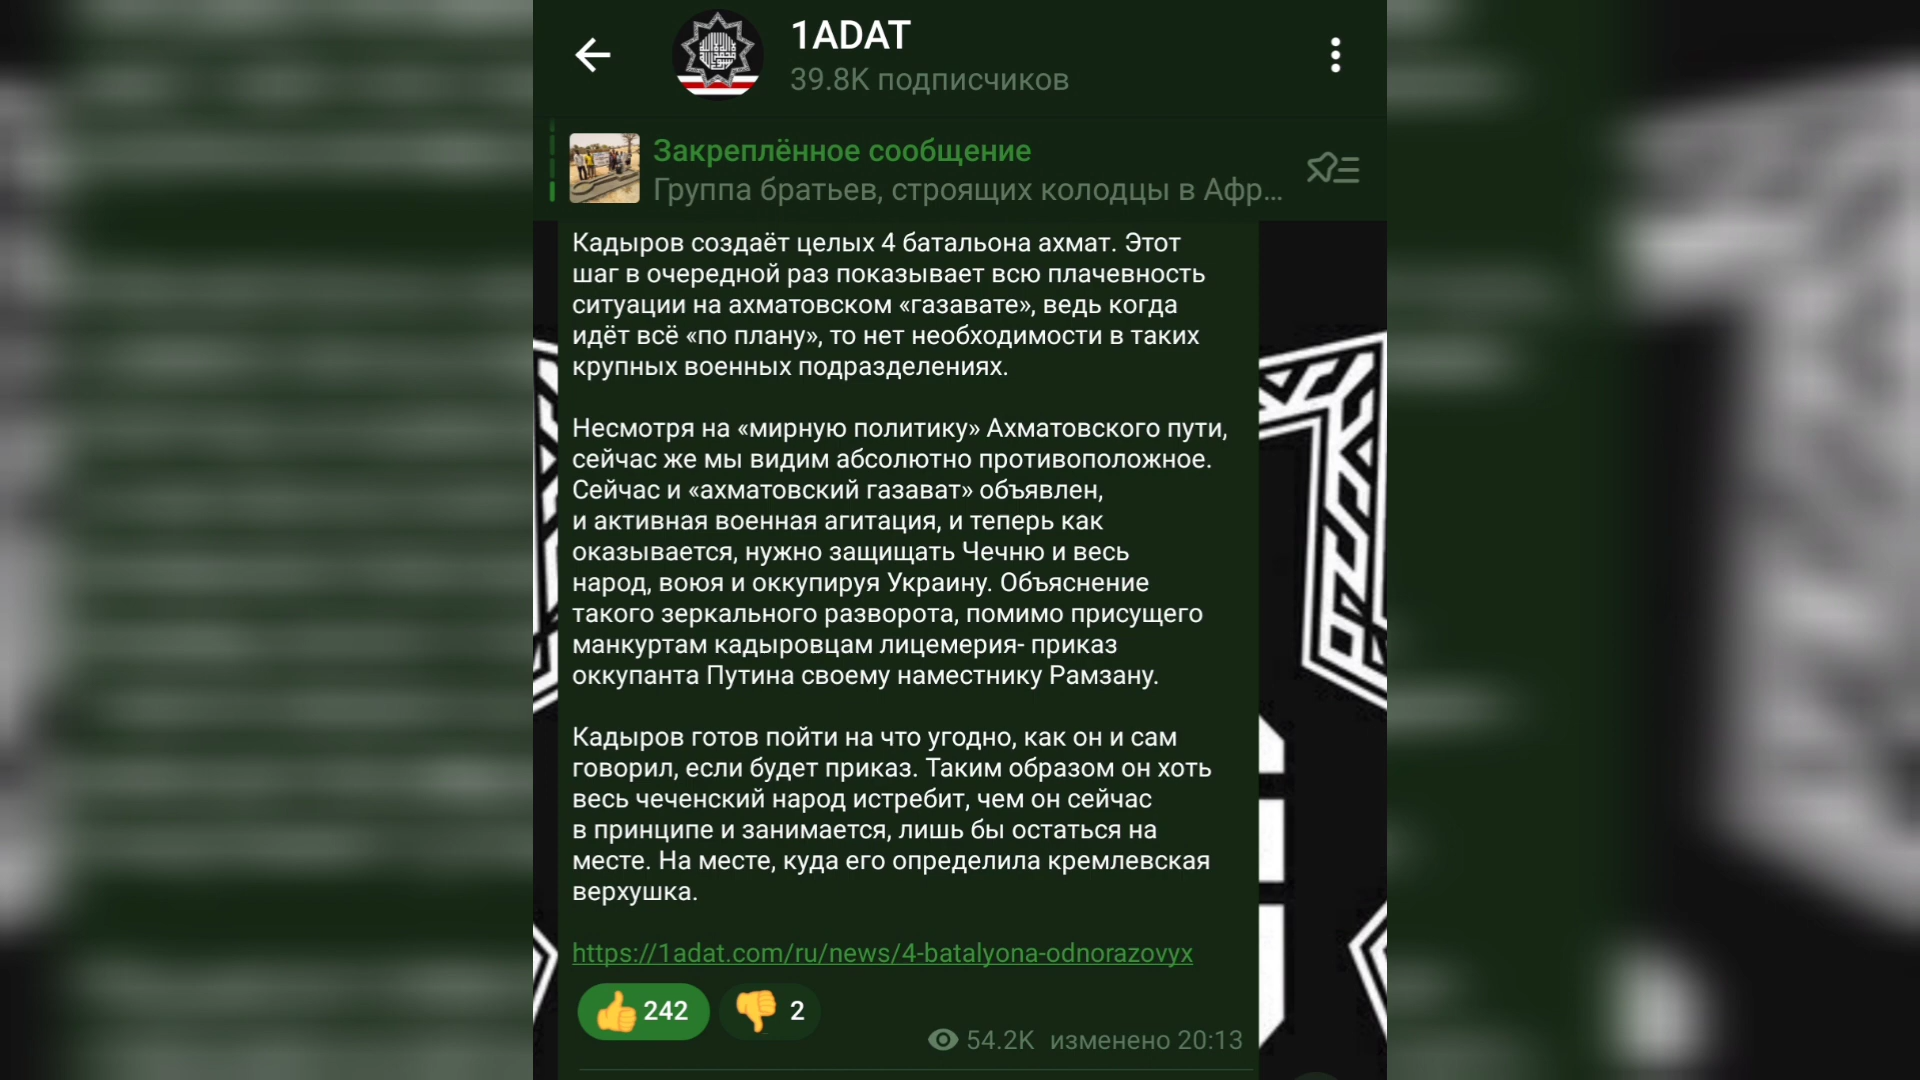 1ADAT
39.8K подписчиков
Закреплённое сообщение
Группа братьев, строящих колодцы в Афр...
Кадыров создаёт целых 4 батальона ахмат. Этот
шаг в очередной раз показывает всю плачевность
ситуации на ахматовском «газавате», ведь когда
идёт всё «по плану», то нет необходимости в таких
крупных военных подразделениях.
Несмотря на «мирную политику» Ахматовского пути,
сейчас же мы видим абсолютно противоположное.
Сейчас и «ахматовский газават» объявлен,
и активная военная агитация, и теперь как
оказывается, нужно защищать Чечню и весь
народ, воюя и оккупируя Украину. Объяснение
такого зеркального разворота, помимо присущего
манкуртам кадыровцам лицемерия- приказ
оккупанта Путина своему наместнику Рамзану.
Кадыров готов пойти на что угодно, как он и сам
говорил, если будет приказ. Таким образом он хоть
весь чеченский народ истребит, чем он сейчас
в принципе и занимается, лишь бы остаться на
месте. На месте, куда его определила кремлевская
верхушка.
https://1adat.com/ru/news/4-batalyona-odnorazovyx
242 2
54.2K изменено 20:13